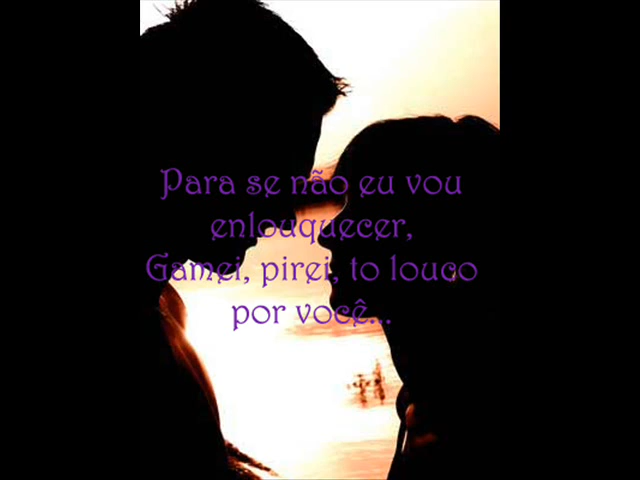 Para se não eu vou
enlouquecer,
Gamei, pirei, to louco
por você...